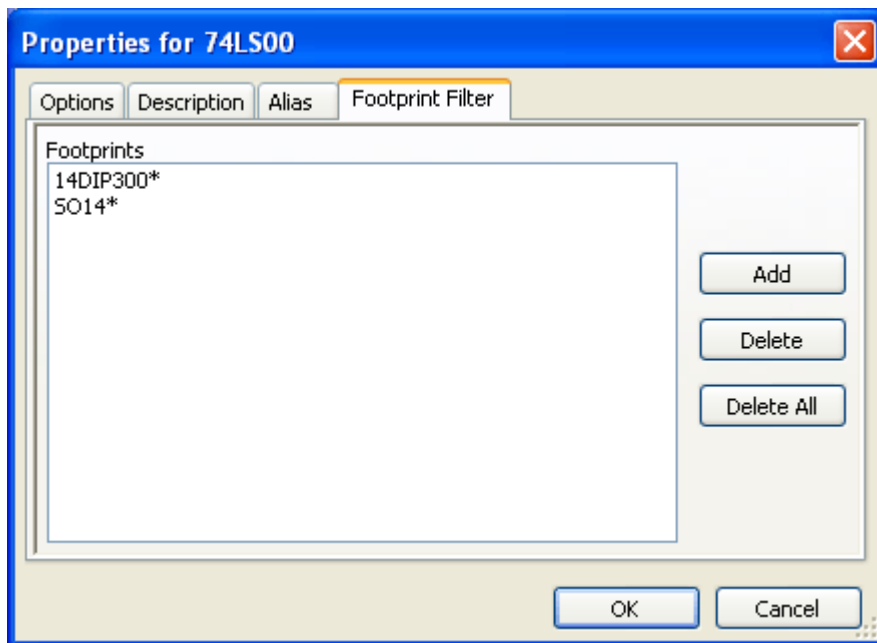 Properties for 74LS00
Options Description Alias Footprint Filter
Footprints
14DIP300*
SO14*
Add
Delete
Delete All
OK Cancel